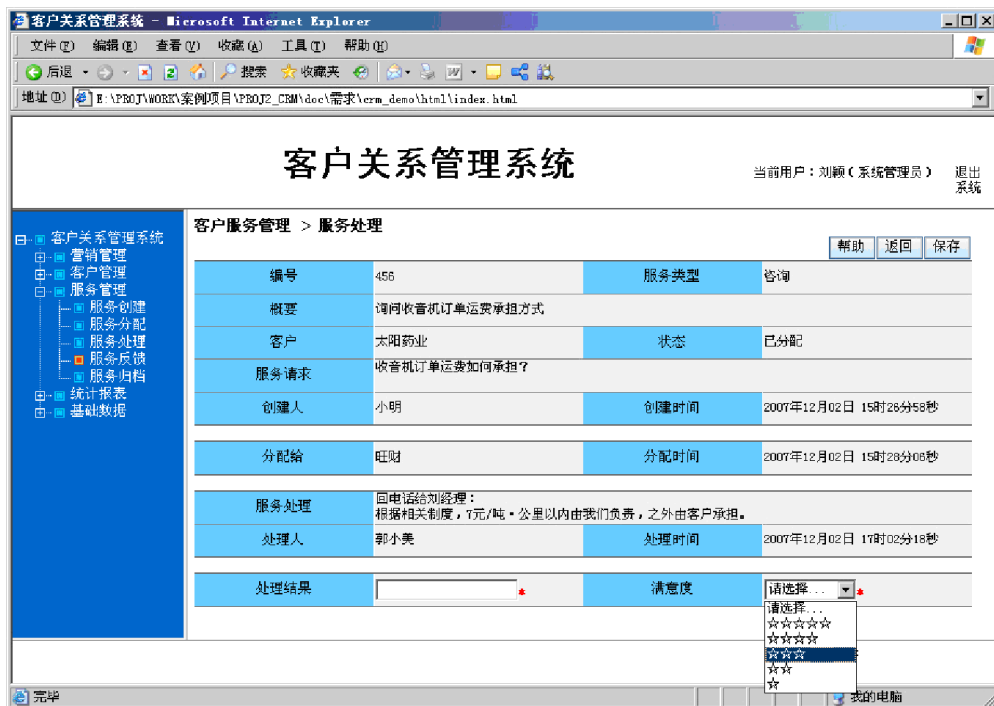 客户关系管理系统 - Microsoft Internet Explorer
文件(F) 编辑(E) 查看(V) 收藏(A) 工具(T) 帮助(H)
后退 搜索 收藏夹
地址(D) E:\PROJ\WORK\案例项目\PROJ2_CRM\doc\需求\crm_demo\html\index.html
客户关系管理系统
当前用户：刘颖(系统管理员)
退出
系统
客户关系管理系统
营销管理
客户管理
服务管理
服务创建
服务分配
服务处理
服务反馈
服务归档
统计报表
基础数据
客户服务管理 > 服务处理
帮助 返回 保存
编号 456 服务类型 咨询
概要 询问收音机订单运费承担方式
客户 太阳药业 状态 已分配
服务请求 收音机订单运费如何承担？
创建人 小明 创建时间 2007年12月02日 15时26分58秒
分配给 旺财 分配时间 2007年12月02日 15时28分06秒
服务处理 回电话给刘经理：
根据相关制度，7元/吨·公里以内由我们负责，之外由客户承担。
处理人 郭小美 处理时间 2007年12月02日 17时02分18秒
处理结果 * 满意度 请选择... *
请选择...
☆☆☆☆☆
☆☆☆☆
☆☆☆
☆☆
☆
完毕 我的电脑